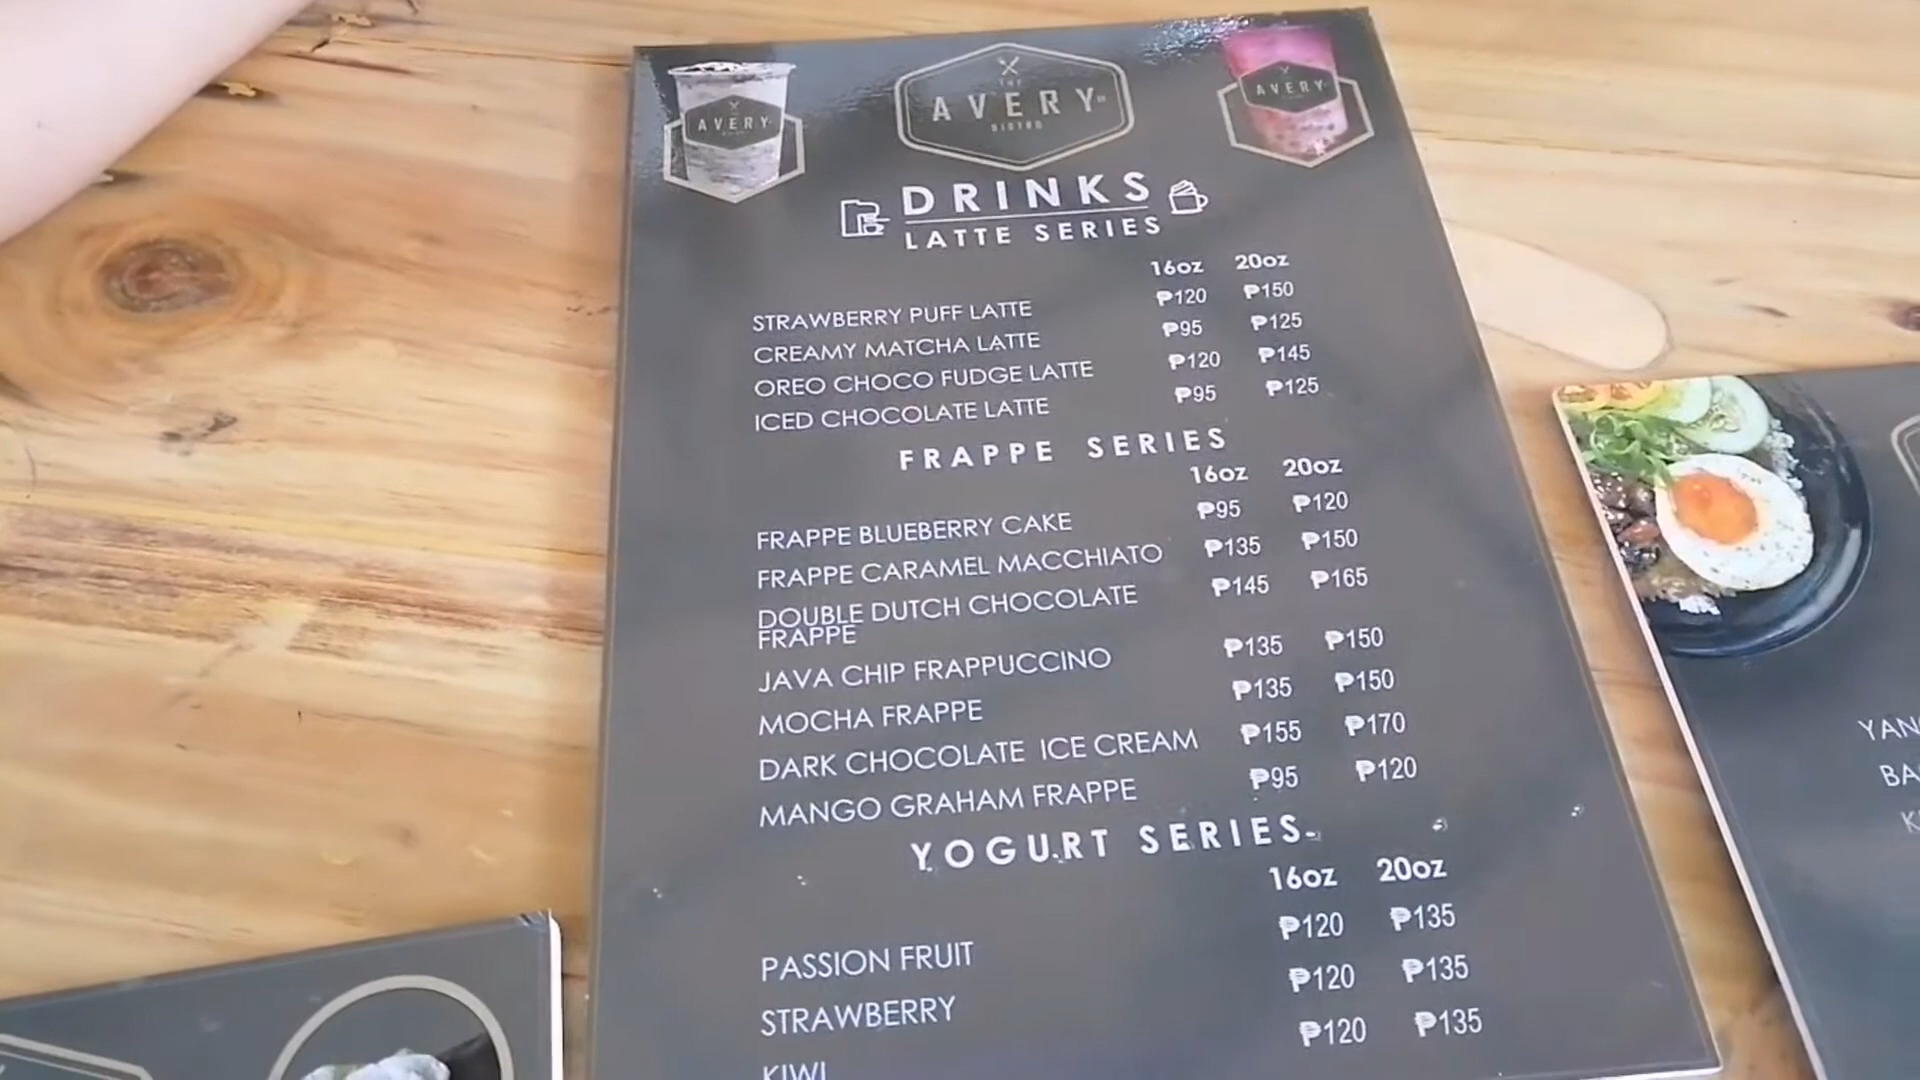 AVERY
THE
AVERY
BISTRO
AVERY
DRINKS
LATTE SERIES
16oz 20oz
STRAWBERRY PUFF LATTE ₱120 ₱150
CREAMY MATCHA LATTE ₱95 ₱125
OREO CHOCO FUDGE LATTE ₱120 ₱145
ICED CHOCOLATE LATTE ₱95 ₱125
FRAPPE SERIES
16oz 20oz
FRAPPE BLUEBERRY CAKE ₱95 ₱120
FRAPPE CARAMEL MACCHIATO ₱135 ₱150
DOUBLE DUTCH CHOCOLATE ₱145 ₱165
FRAPPE
JAVA CHIP FRAPPUCCINO ₱135 ₱150
MOCHA FRAPPE ₱135 ₱150
DARK CHOCOLATE ICE CREAM ₱155 ₱170
MANGO GRAHAM FRAPPE ₱95 ₱120
YOGURT SERIES
16oz 20oz
PASSION FRUIT ₱120 ₱135
STRAWBERRY ₱120 ₱135
KIWI ₱120 ₱135